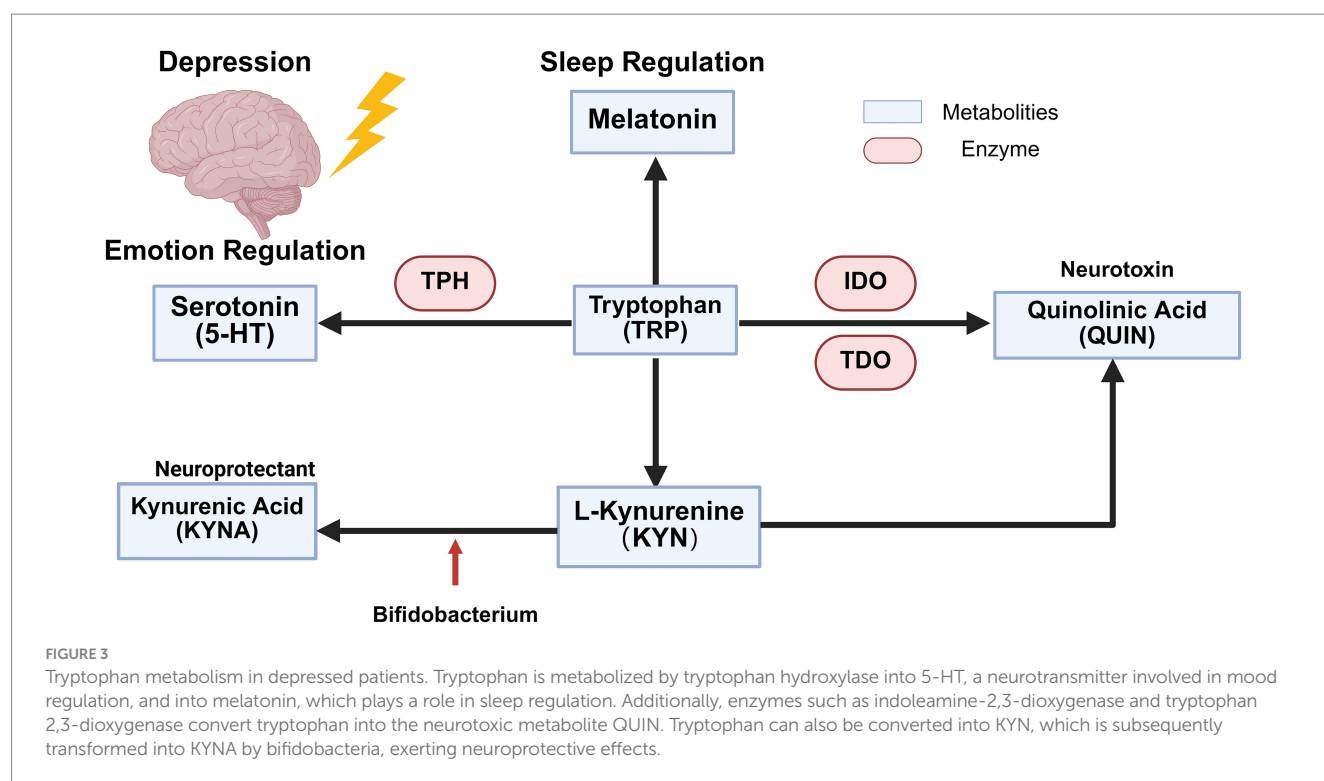 Depression
Sleep Regulation
Melatonin
Metabolities
Enzyme
Emotion Regulation
Serotonin
(5-HT)
TPH
Tryptophan
(TRP)
IDO
TDO
Neurotoxin
Quinolinic Acid
(QUIN)
Neuroprotectant
Kynurenic Acid
(KYNA)
L-Kynurenine
（KYN）
Bifidobacterium
FIGURE 3
Tryptophan metabolism in depressed patients. Tryptophan is metabolized by tryptophan hydroxylase into 5-HT, a neurotransmitter involved in mood
regulation, and into melatonin, which plays a role in sleep regulation. Additionally, enzymes such as indoleamine-2,3-dioxygenase and tryptophan
2,3-dioxygenase convert tryptophan into the neurotoxic metabolite QUIN. Tryptophan can also be converted into KYN, which is subsequently
transformed into KYNA by bifidobacteria, exerting neuroprotective effects.